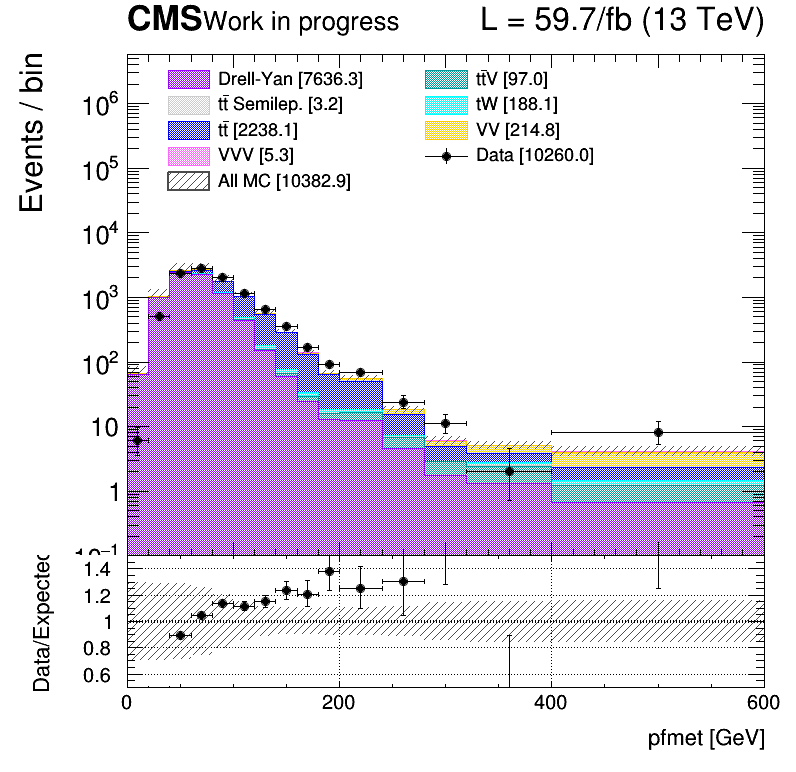 CMS Work in progress L = 59.7/fb (13 TeV)
Events / bin
Drell-Yan [7636.3]
tt̄ Semilep. [3.2]
tt̄ [2238.1]
VVV [5.3]
All MC [10382.9]
tt̄V [97.0]
tW [188.1]
VV [214.8]
Data [10260.0]
10⁶
10⁵
10⁴
10³
10²
10
1
10⁻¹
Data/Expected
1.4
1.2
1
0.8
0.6
0 200 400 600
pfmet [GeV]